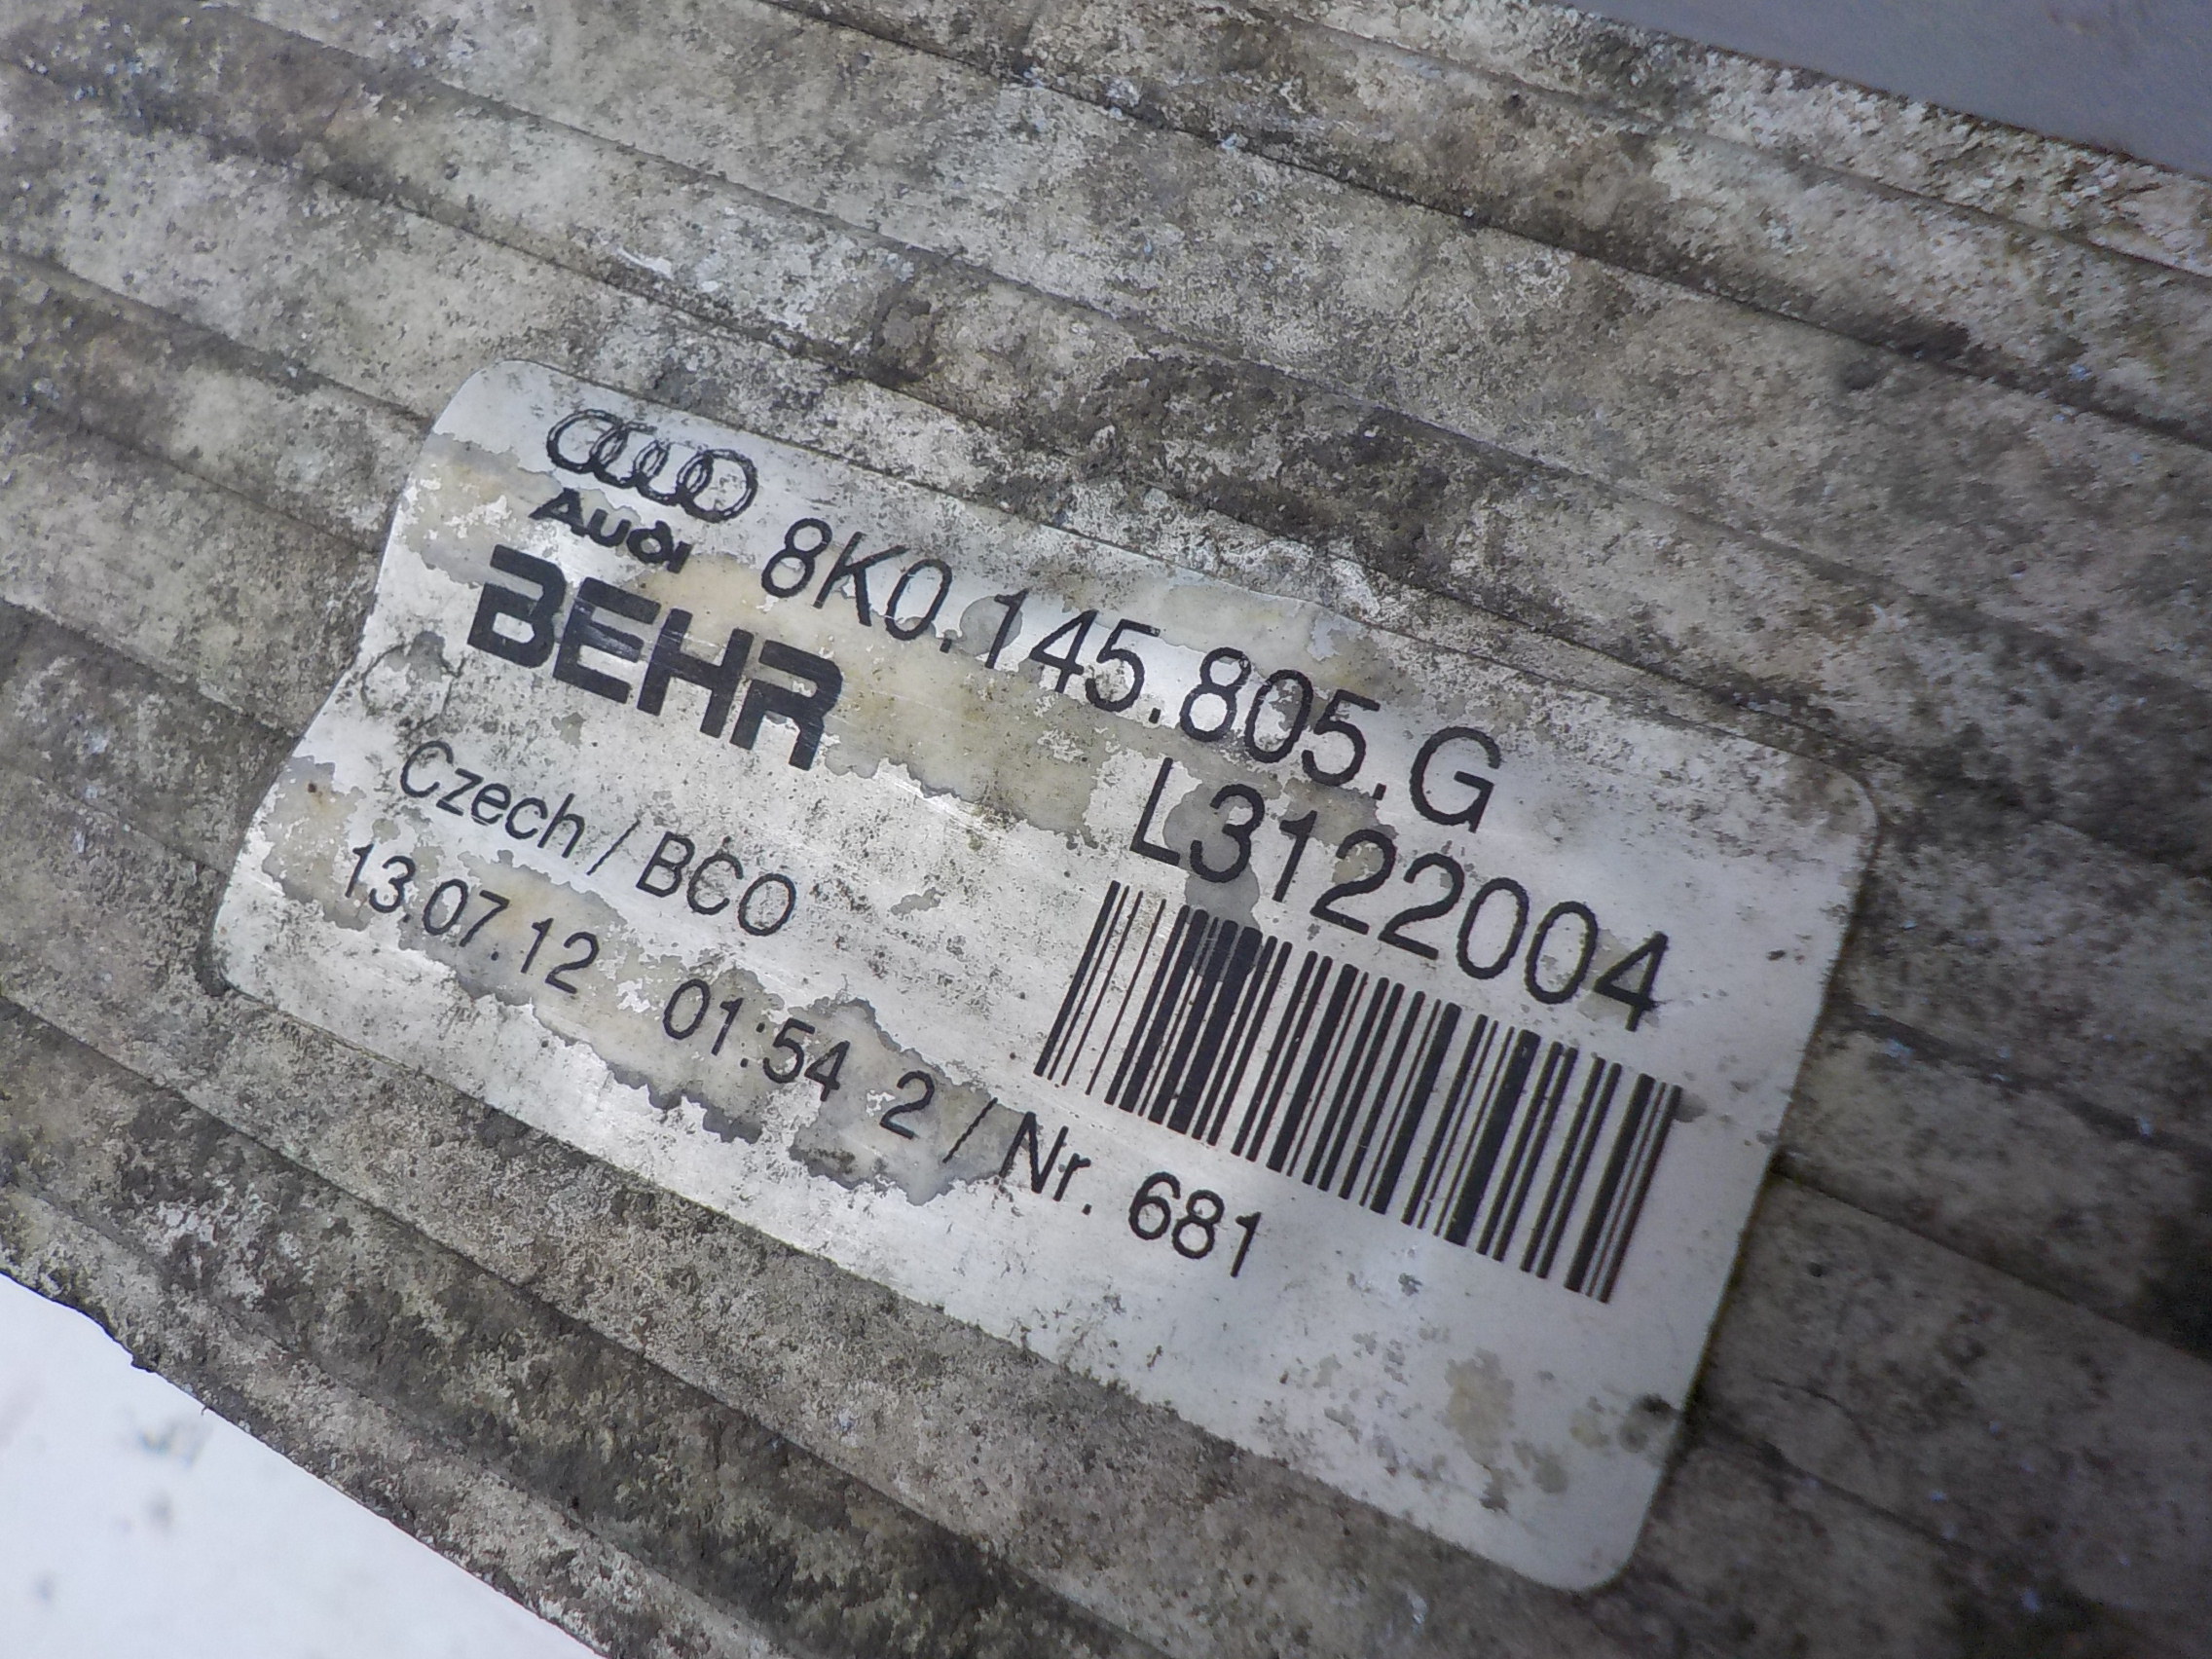 Audi 8K0.145.805.G
BEHR L3122004
Czech / BCO
13.07.12 01:54 2 / Nr. 681